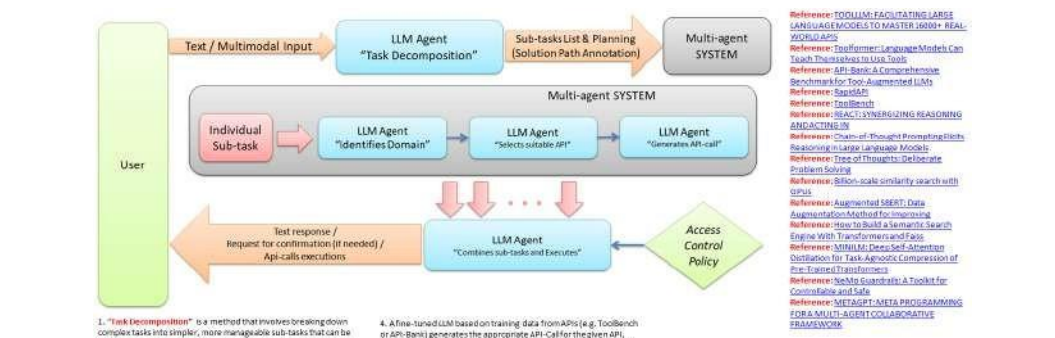 Text / Multimodal Input
LLM Agent
"Task Decomposition"
Sub-tasks List & Planning
(Solution Path Annotation)
Multi-agent
SYSTEM
Multi-agent SYSTEM
Individual
Sub-task
LLM Agent
"Identifies Domain"
LLM Agent
"Selects suitable API"
LLM Agent
"Generates API-call"
User
Text response /
Request for confirmation (if needed) /
Api-calls executions
LLM Agent
"Combines sub-tasks and Executes"
Access
Control
Policy
Reference: TOOLLLM: FACILITATING LARGE
LANGUAGE MODELS TO MASTER 16000+ REAL-
WORLD APIS
Reference: Toolformer: Language Models Can
Teach Themselves to Use Tools
Reference: API-Bank: A Comprehensive
Benchmark for Tool-Augmented LLMs
Reference: RapidAPI
Reference: ToolBench
Reference: REACT: SYNERGIZING REASONING
AND ACTING IN
Reference: Chain-of-Thought Prompting Elicits
Reasoning in Large Language Models
Reference: Tree of Thoughts: Deliberate
Problem Solving
Reference: Billion-scale similarity search with
GPUs
Reference: Augmented SBERT: Data
Augmentation Method for Improving
Reference: How to Build a Semantic Search
Engine With Transformers and Faiss
Reference: MINILM: Deep Self-Attention
Distillation for Task-Agnostic Compression of
Pre-Trained Transformers
Reference: NeMo Guardrails: A Toolkit for
Controllable and Safe
Reference: METAGPT: META PROGRAMMING
FOR A MULTI-AGENT COLLABORATIVE
FRAMEWORK
1. "Task Decomposition" is a method that involves breaking down
complex tasks into simpler, more manageable sub-tasks that can be
4. A fine-tuned LLM based on training data from APIs (e.g. ToolBench
or API-Bank) generates the appropriate API-Call for the given API,